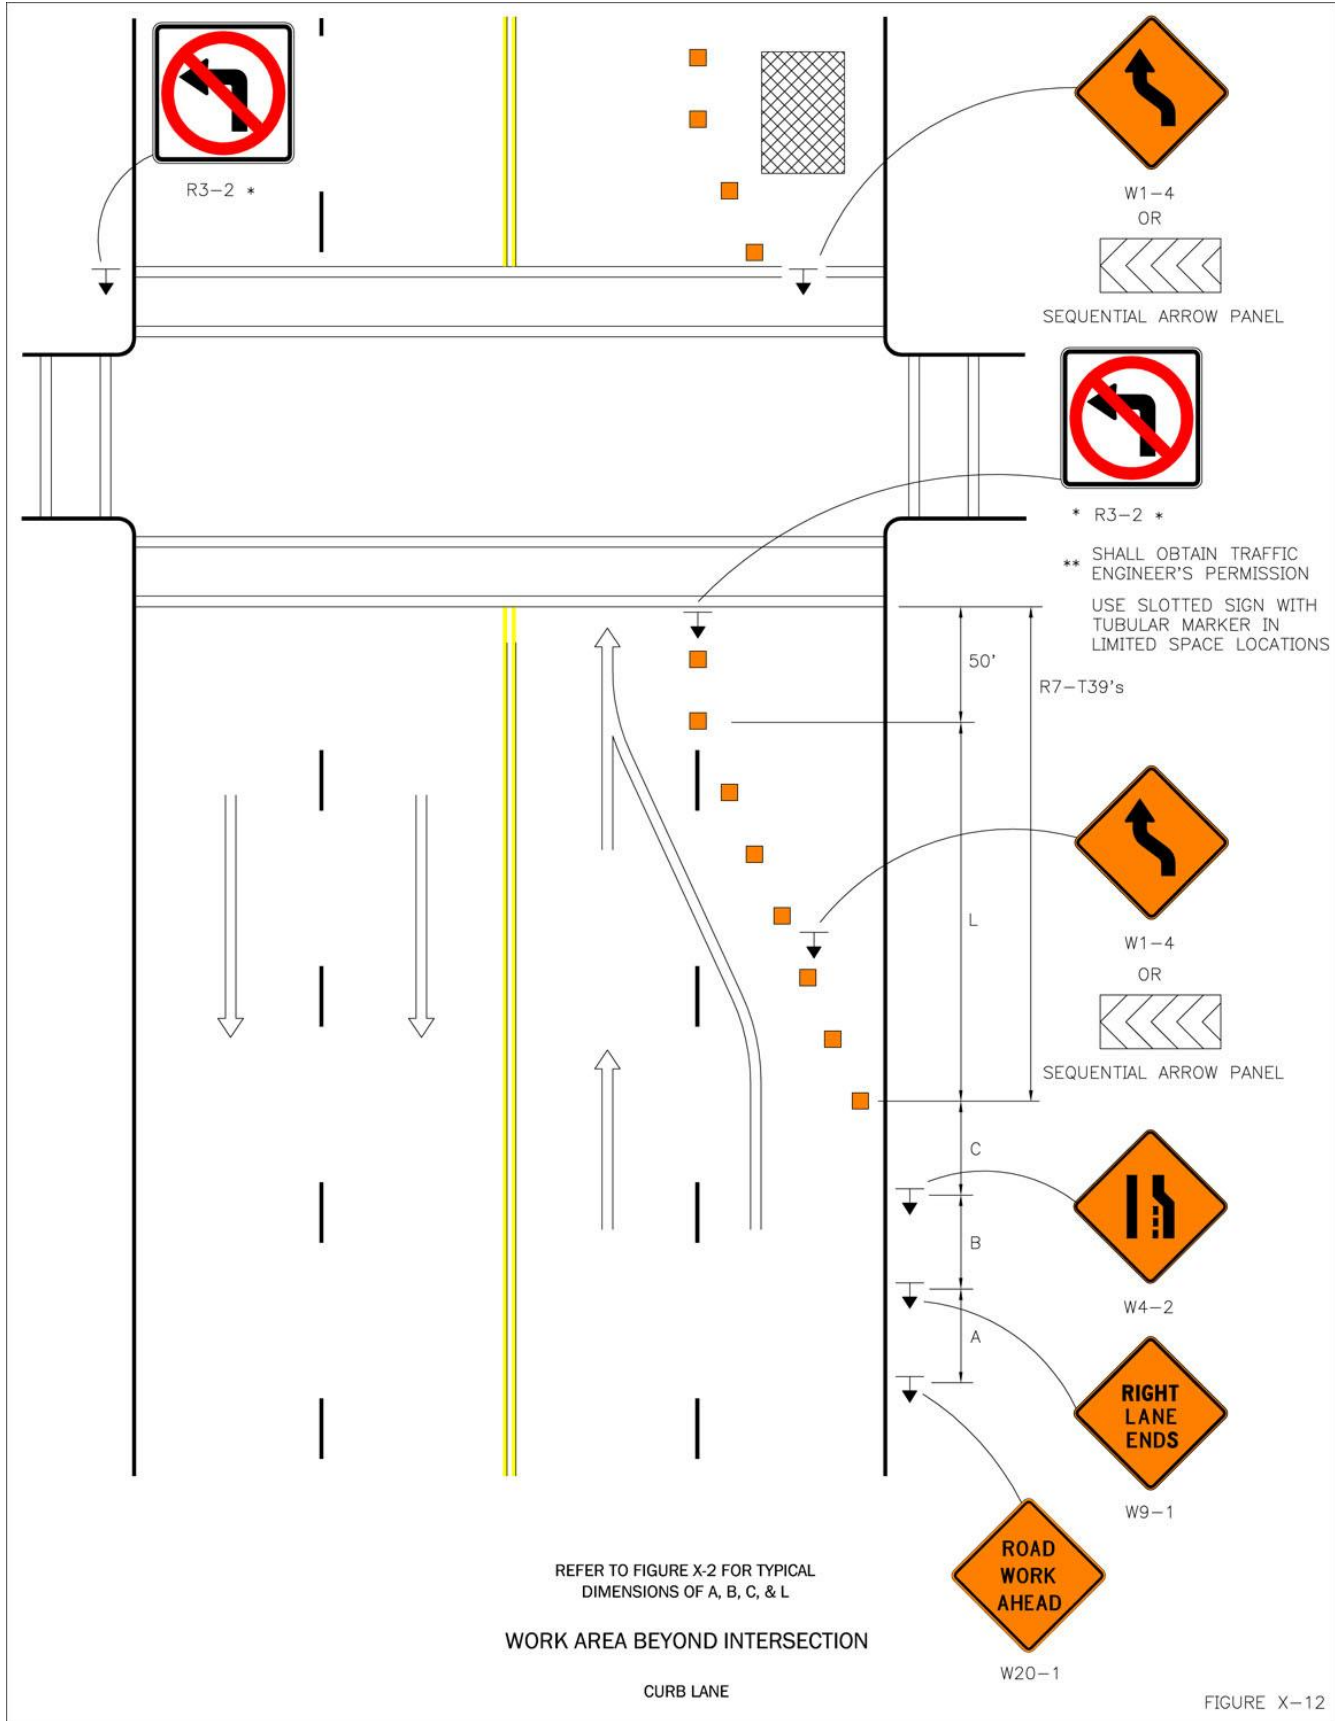 R3-2 *
W1-4
OR
SEQUENTIAL ARROW PANEL
* R3-2 *
** SHALL OBTAIN TRAFFIC
ENGINEER'S PERMISSION
USE SLOTTED SIGN WITH
TUBULAR MARKER IN
LIMITED SPACE LOCATIONS
50'
R7-T39's
L
W1-4
OR
SEQUENTIAL ARROW PANEL
C
B
W4-2
A
RIGHT
LANE
ENDS
W9-1
ROAD
WORK
AHEAD
W20-1
REFER TO FIGURE X-2 FOR TYPICAL
DIMENSIONS OF A, B, C, & L
WORK AREA BEYOND INTERSECTION
CURB LANE
FIGURE X-12